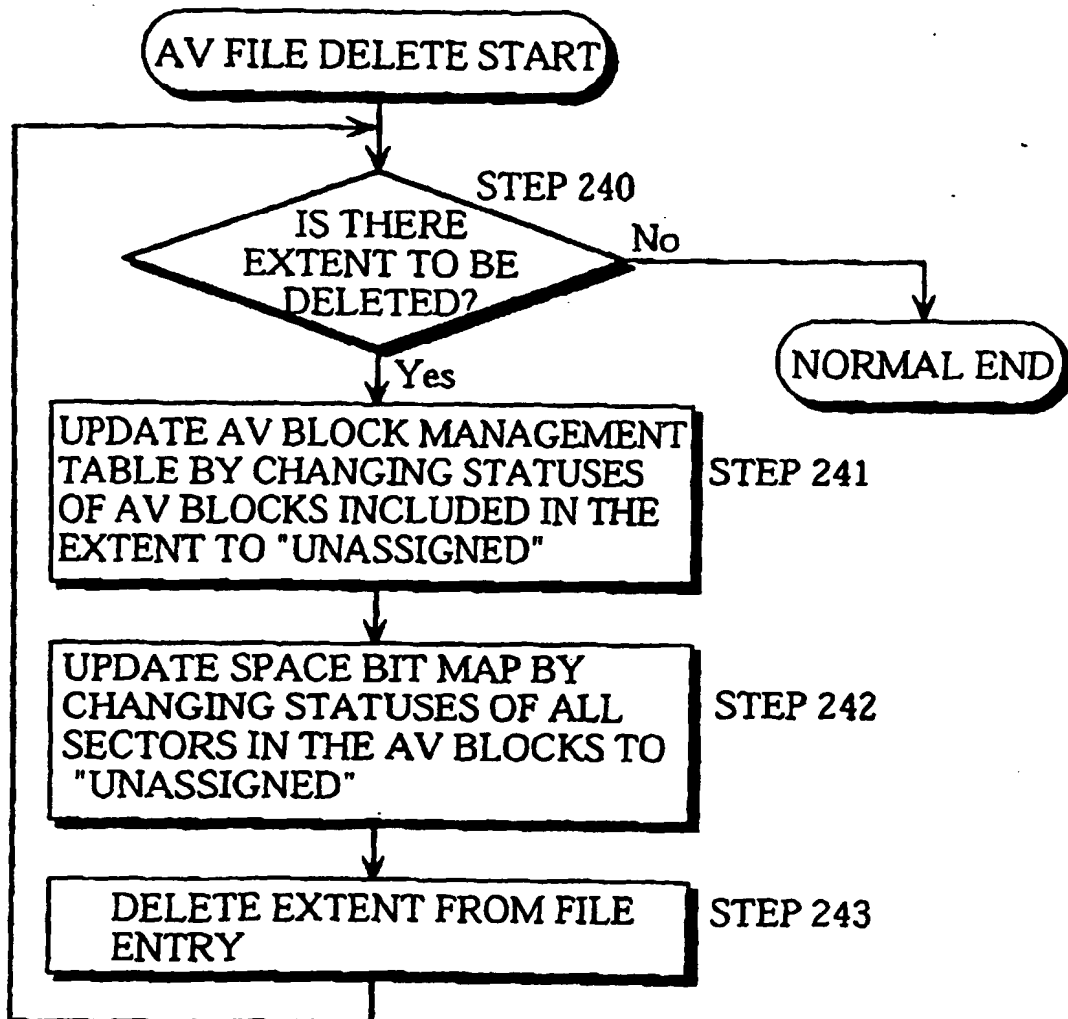 AV FILE DELETE START
STEP 240
IS THERE
EXTENT TO BE
DELETED?
No
NORMAL END
Yes
UPDATE AV BLOCK MANAGEMENT
TABLE BY CHANGING STATUSES
OF AV BLOCKS INCLUDED IN THE
EXTENT TO "UNASSIGNED"
STEP 241
UPDATE SPACE BIT MAP BY
CHANGING STATUSES OF ALL
SECTORS IN THE AV BLOCKS TO
"UNASSIGNED"
STEP 242
DELETE EXTENT FROM FILE
ENTRY
STEP 243